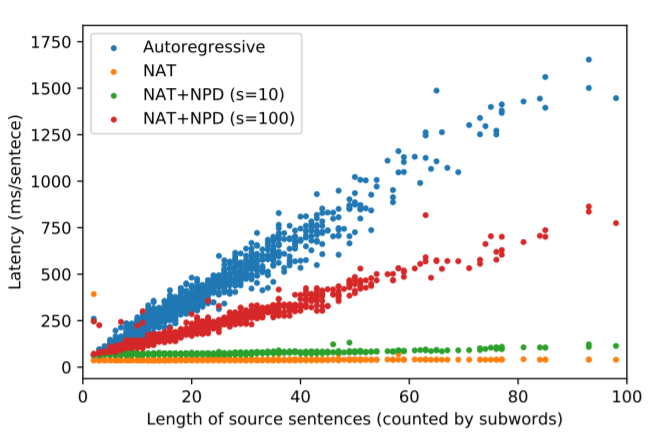 1750
1500
1250
1000
750
500
250
0
Latency (ms/sentece)
Autoregressive
NAT
NAT+NPD (s=10)
NAT+NPD (s=100)
0 20 40 60 80 100
Length of source sentences (counted by subwords)